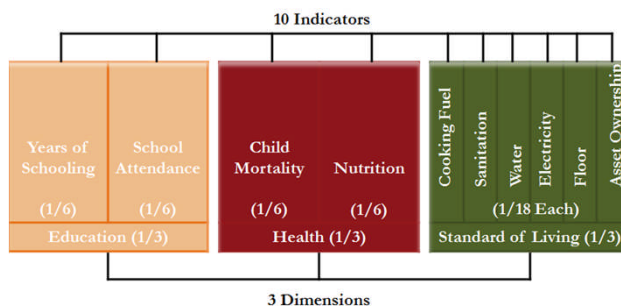 10 Indicators
Years of
Schooling
(1/6)
School
Attendance
(1/6)
Education (1/3)
Child
Mortality
(1/6)
Nutrition
(1/6)
Health (1/3)
Cooking Fuel
Sanitation
Water
Electricity
Floor
Asset Ownership
(1/18 Each)
Standard of Living (1/3)
3 Dimensions